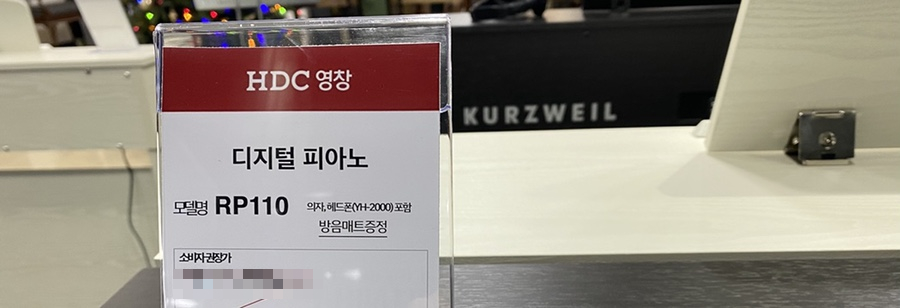 HDC 영창
KURZWEIL
디지털 피아노
모델명 RP110 의자, 헤드폰(YH-2000) 포함
방음매트증정
소비자 권장가